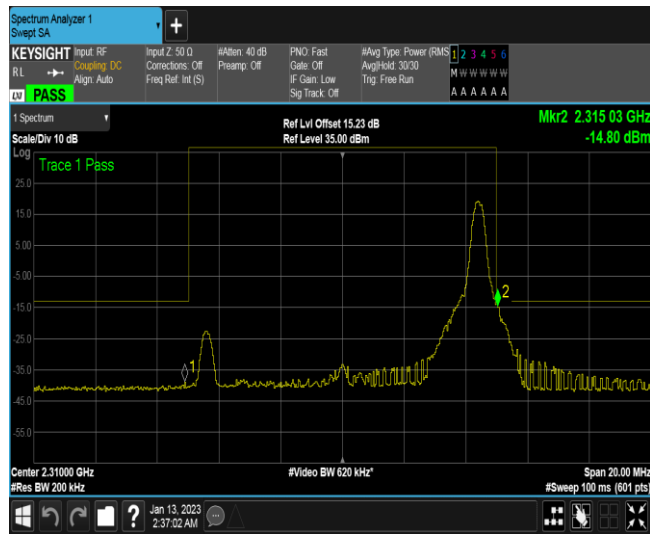 Spectrum Analyzer 1
Swept SA
+
KEYSIGHT
RL
LXI PASS
Input: RF
Coupling: DC
Align: Auto
Input Z: 50 Ω
Corrections: Off
Freq Ref: Int (S)
#Atten: 40 dB
Preamp: Off
PNO: Fast
Gate: Off
IF Gain: Low
Sig Track: Off
#Avg Type: Power (RMS
Avg|Hold: 30/30
Trig: Free Run
1 2 3 4 5 6
M W W W W W
A A A A A A
1 Spectrum
Scale/Div 10 dB
Ref Lvl Offset 15.23 dB
Ref Level 35.00 dBm
Mkr2 2.315 03 GHz
-14.80 dBm
Log
Trace 1 Pass
25.0
15.0
5.00
-5.00
-15.0
-25.0
-35.0
-45.0
-55.0
1
2
Center 2.31000 GHz
#Res BW 200 kHz
#Video BW 620 kHz*
Span 20.00 MHz
#Sweep 100 ms (601 pts)
?
Jan 13, 2023
2:37:02 AM